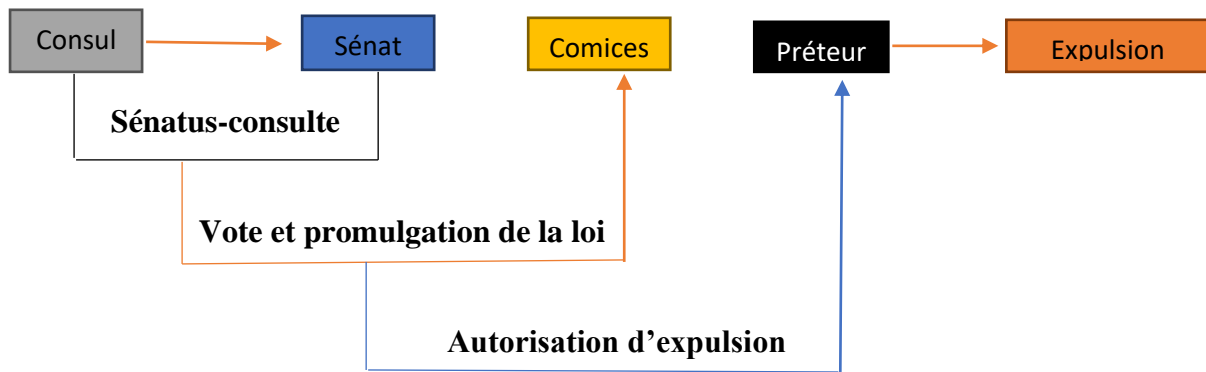 Consul
Sénat
Comices
Préteur
Expulsion
Sénatus-consulte
Vote et promulgation de la loi
Autorisation d’expulsion